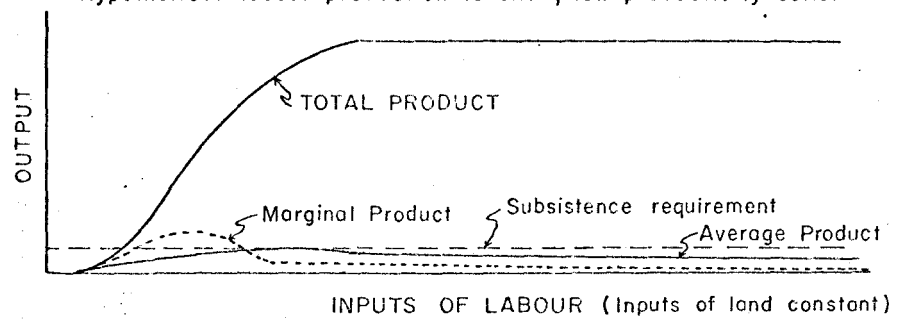 TOTAL PRODUCT
OUTPUT
Marginal Product
Subsistence requirement
Average Product
INPUTS OF LABOUR (Inputs of land constant)